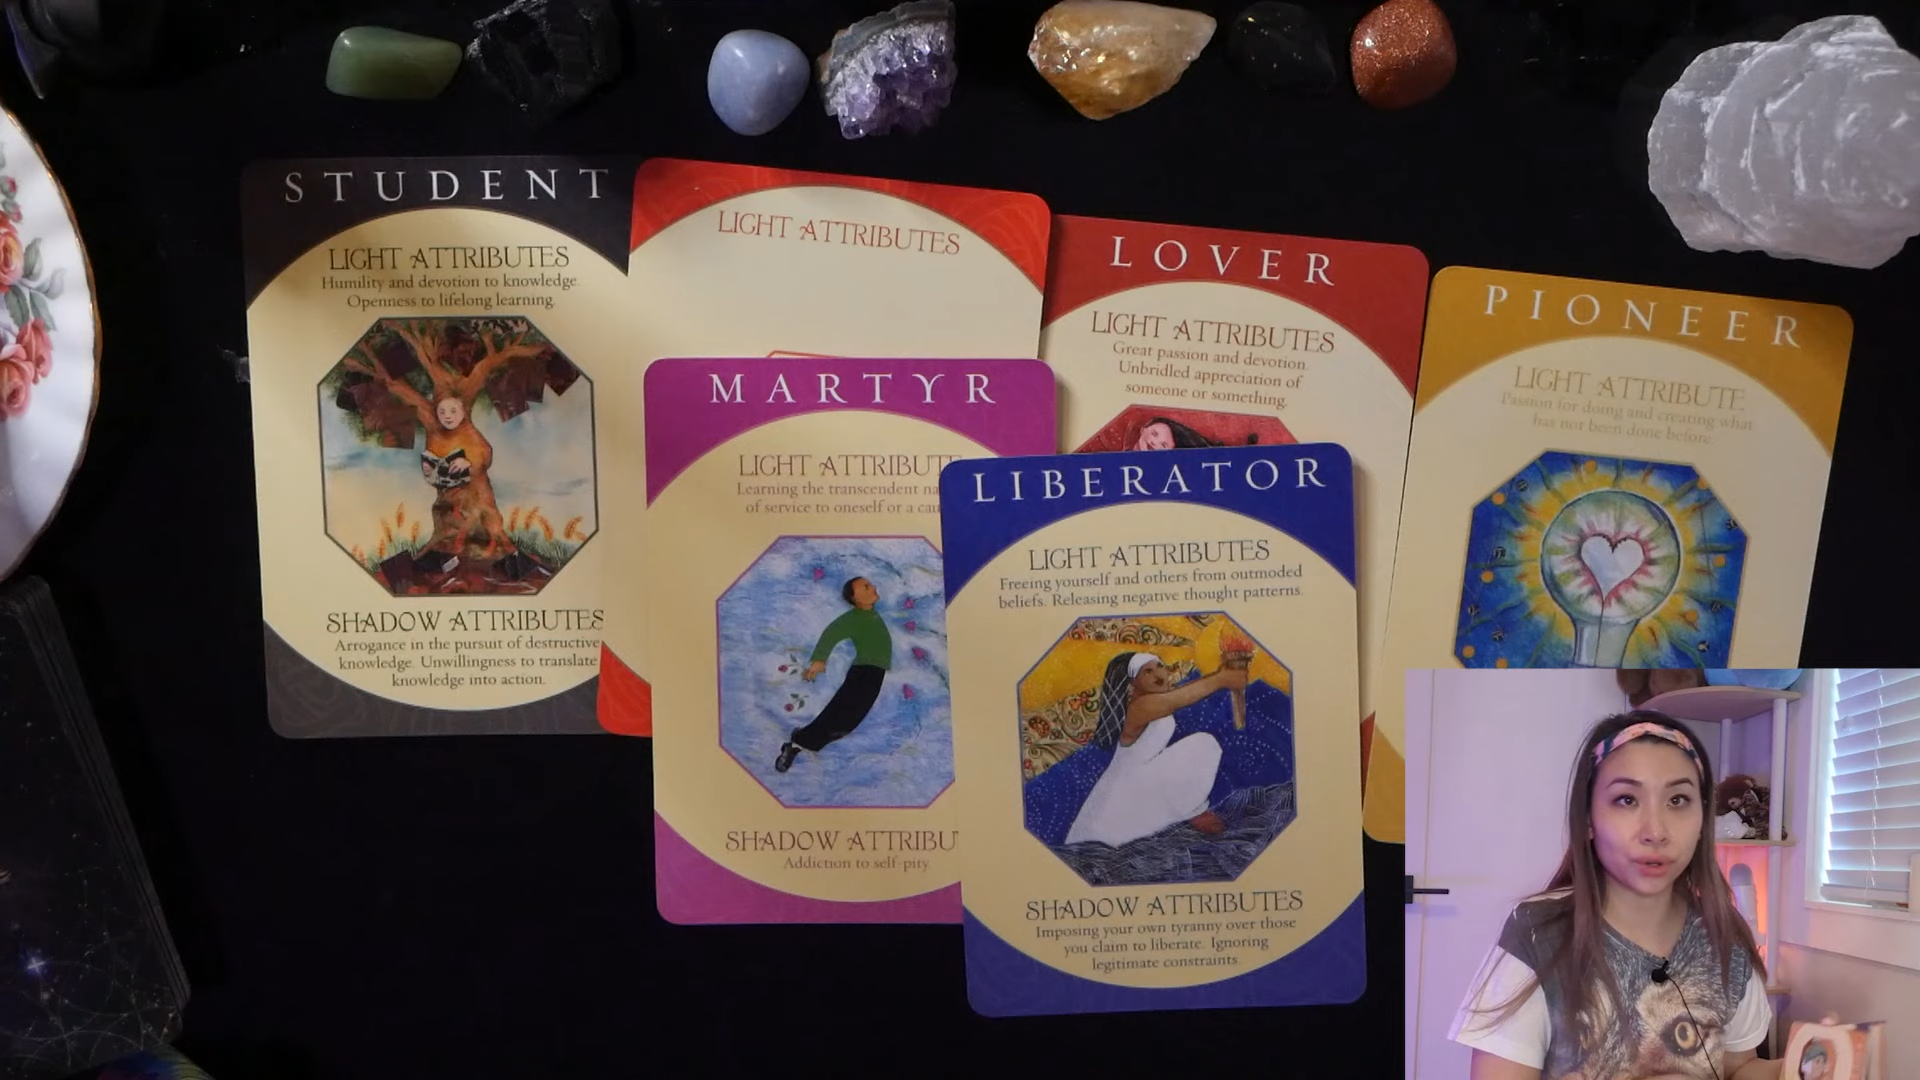 STUDENT
LIGHT ATTRIBUTES
Humility and devotion to knowledge.
Openness to lifelong learning.
SHADOW ATTRIBUTES
Arrogance in the pursuit of destructive
knowledge. Unwillingness to translate
knowledge into action.
LIGHT ATTRIBUTES
MARTYR
LIGHT ATTRIBUTE
Learning the transcendent
of service to oneself or a
SHADOW
Addiction to self-pity.
LOVER
LIGHT ATTRIBUTES
Great passion and devotion.
Unbridled appreciation of
someone or something.
LIBERATOR
LIGHT ATTRIBUTES
Freeing yourself and others from outmoded
beliefs. Releasing negative thought patterns.
SHADOW ATTRIBUTES
Imposing your own tyranny over those
you claim to liberate. Ignoring
legitimate constraints.
PIONEER
LIGHT ATTRIBUTE
Passion for doing and creating what
has not been done before.